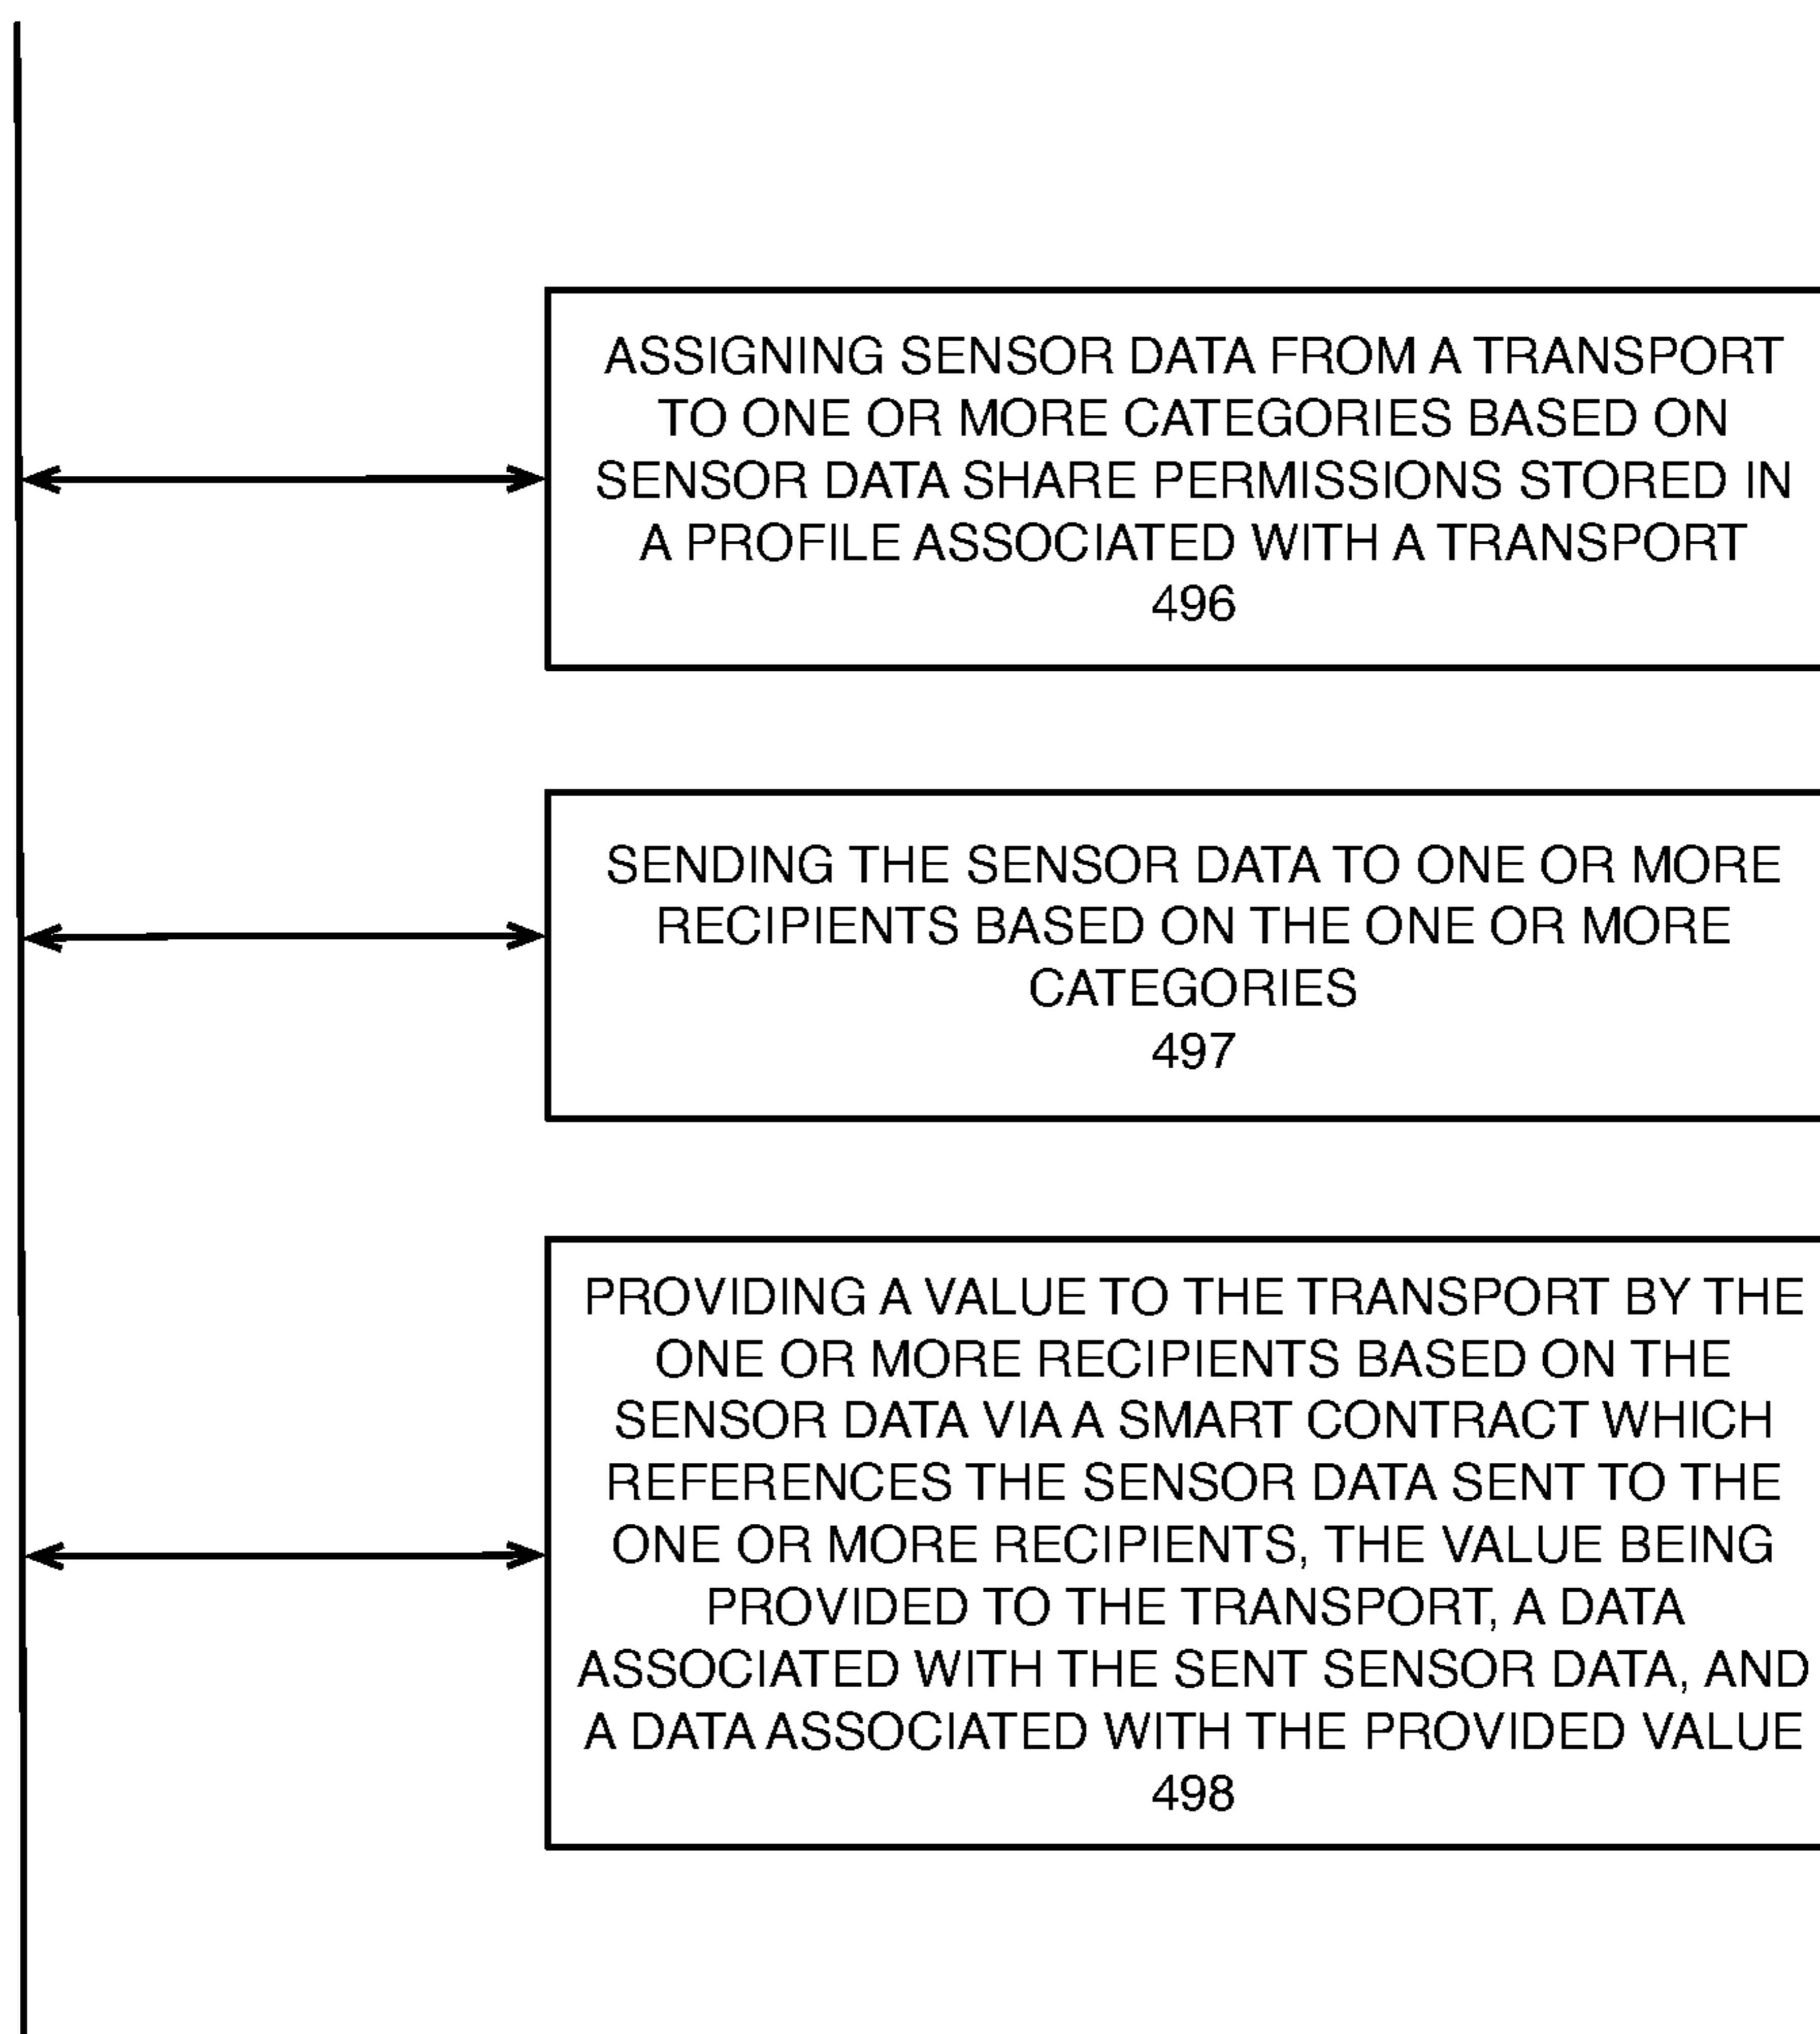 ASSIGNING SENSOR DATA FROM A TRANSPORT
TO ONE OR MORE CATEGORIES BASED ON
SENSOR DATA SHARE PERMISSIONS STORED IN
A PROFILE ASSOCIATED WITH A TRANSPORT
496
SENDING THE SENSOR DATA TO ONE OR MORE
RECIPIENTS BASED ON THE ONE OR MORE
CATEGORIES
497
PROVIDING A VALUE TO THE TRANSPORT BY THE
ONE OR MORE RECIPIENTS BASED ON THE
SENSOR DATA VIA A SMART CONTRACT WHICH
REFERENCES THE SENSOR DATA SENT TO THE
ONE OR MORE RECIPIENTS, THE VALUE BEING
PROVIDED TO THE TRANSPORT, A DATA
ASSOCIATED WITH THE SENT SENSOR DATA, AND
A DATA ASSOCIATED WITH THE PROVIDED VALUE
498